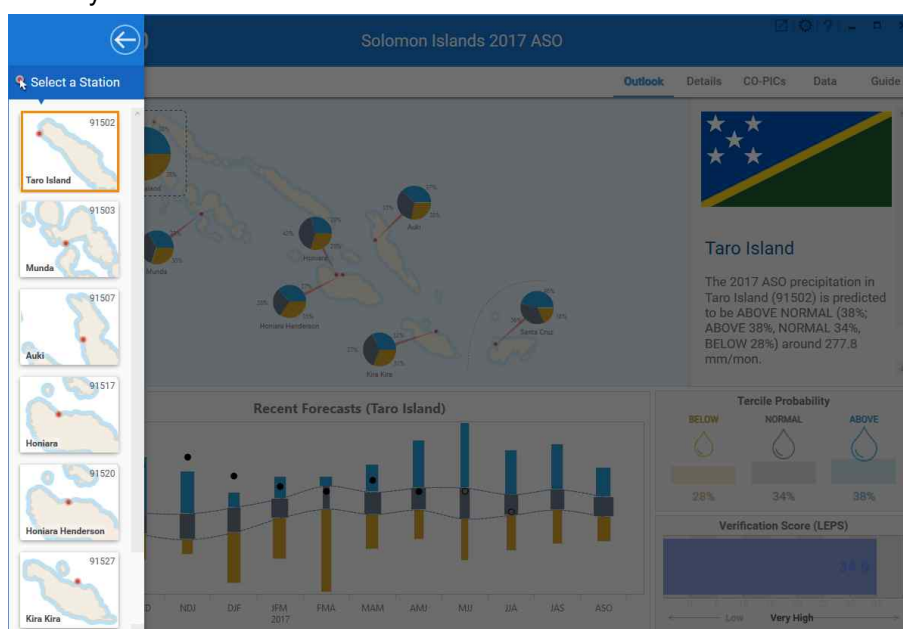 Solomon Islands 2017 ASO
Select a Station
Outlook Details CO-PICs Data Guide
91502
Taro Island
91503
Munda
91507
Auki
91517
Honiara
91520
Honiara Henderson
91527
Kira Kira
Auki
Honiara
Munda
Honiara Henderson
Santa Cruz
Kira Kira
Taro Island
The 2017 ASO precipitation in
Taro Island (91502) is predicted
to be ABOVE NORMAL (38%;
ABOVE 38%, NORMAL 34%,
BELOW 28%) around 277.8
mm/mon.
Recent Forecasts (Taro Island)
NDJ DJF JFM FMA MAM AMJ MJJ JJA JAS ASO
2017
Tercile Probability
BELOW NORMAL ABOVE
28% 34% 38%
Verification Score (LEPS)
Low Very High